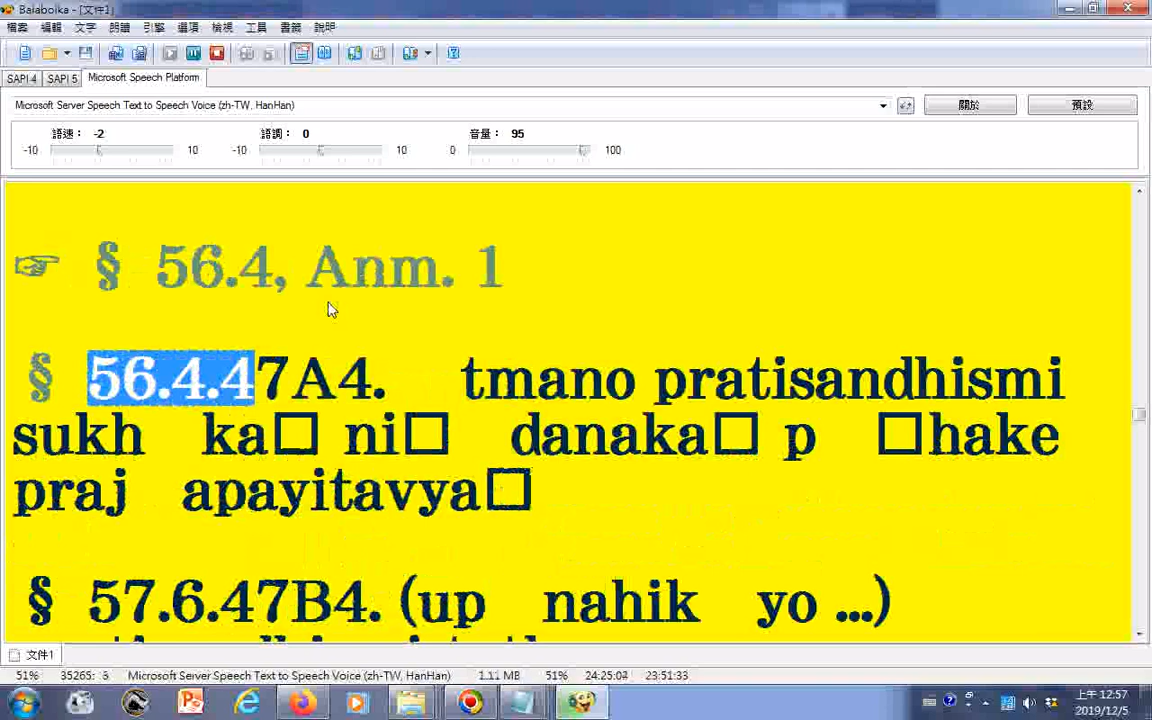 Balabolka - [文件1]
檔案 編輯 文字 朗讀 引擎 選項 檢視 工具 書籤 說明
SAPI 4 SAPI 5 Microsoft Speech Platform
Microsoft Server Speech Text to Speech Voice (zh-TW, HanHan) 關於 預設
語速： -2 語調： 0 音量： 95
-10 10 -10 10 0 100
☞ § 56.4, Anm. 1
§ 56.4.47A4. tmano pratisandhismi
sukh ka□ ni□ danaka□ p □hake
praj apayitavya□
§ 57.6.47B4. (up nahik yo ...)
文件1
51% 35265: 3 Microsoft Server Speech Text to Speech Voice (zh-TW, HanHan) 1.11 MB 51% 24:25:04 23:51:33
上午 12:57
2019/12/5